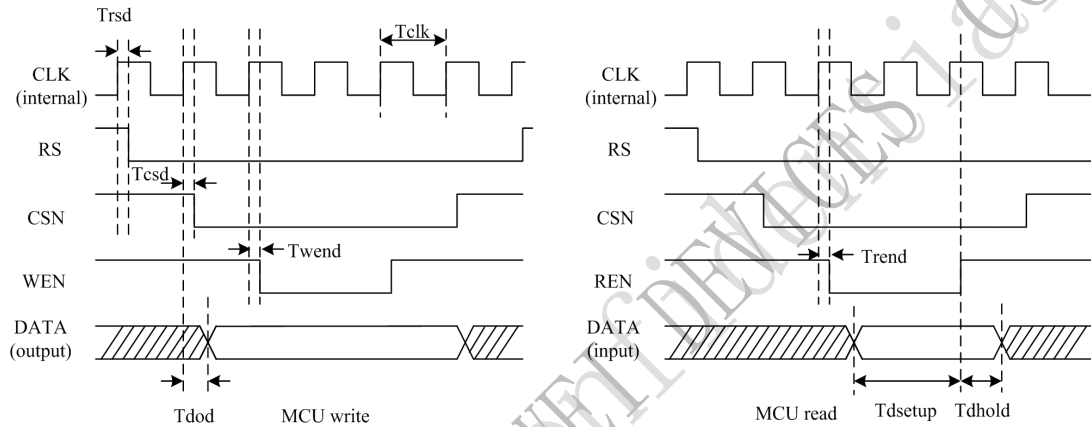 Trsd
Tclk
CLK
(internal)
RS
Tcsd
CSN
Twend
WEN
DATA
(output)
Tdod
MCU write
CLK
(internal)
RS
CSN
Trend
REN
DATA
(input)
MCU read
Tdsetup
Tdhold
DEVICES